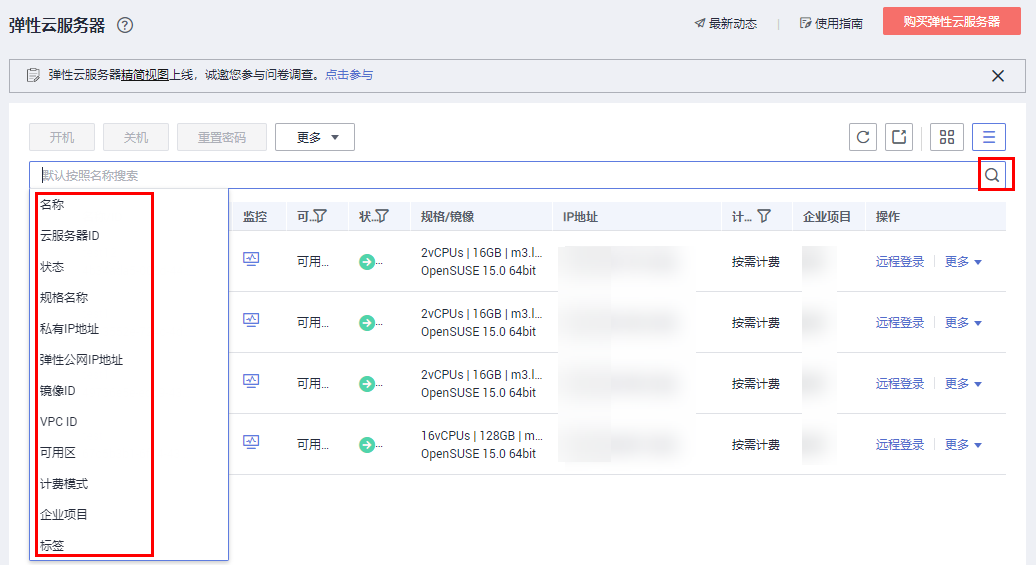 弹性云服务器
最新动态
使用指南
购买弹性云服务器
弹性云服务器精简视图上线，诚邀您参与问卷调查。点击参与
开机
关机
重置密码
更多
默认按照名称搜索
名称
云服务器ID
状态
规格名称
私有IP地址
弹性公网IP地址
镜像ID
VPC ID
可用区
计费模式
企业项目
标签
监控 可... 状... 规格/镜像 IP地址 计... 企业项目 操作
可用... ... 2vCPUs | 16GB | m3.l... 按需计费 远程登录 更多
OpenSUSE 15.0 64bit
可用... ... 2vCPUs | 16GB | m3.l... 按需计费 远程登录 更多
OpenSUSE 15.0 64bit
可用... ... 2vCPUs | 16GB | m3.l... 按需计费 远程登录 更多
OpenSUSE 15.0 64bit
可用... ... 16vCPUs | 128GB | m... 按需计费 远程登录 更多
OpenSUSE 15.0 64bit